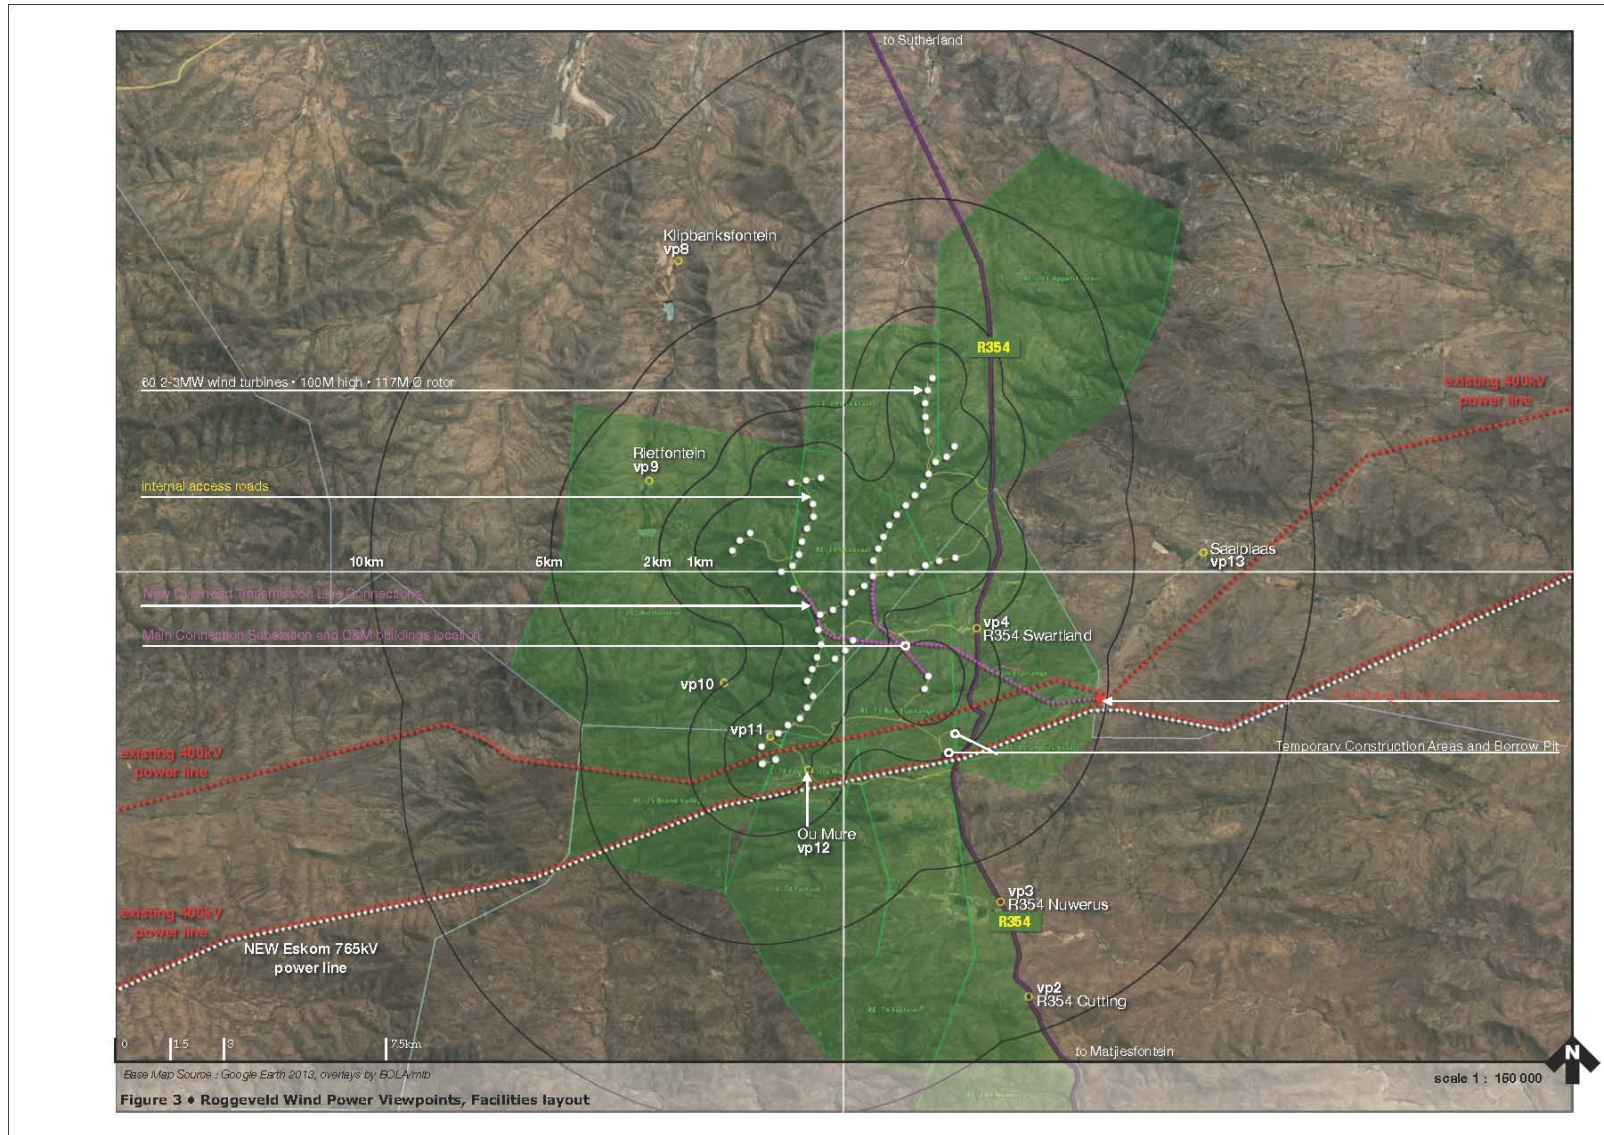 to Sutherland
Klipbanksfontein
vp8
R354
60 2-3MW wind turbines • 100M high • 117M Ø rotor
existing 400kV
power line
Rietfontein
vp9
internal access roads
Saaiplaas
vp13
10km
6km
2km
1km
New Overhead Transmission Line Connections
vp4
R354 Swartland
Main Connection Substation and O&M buildings location
vp10
vp11
existing 400kV
power line
Temporary Construction Areas and Borrow Pit
Ou Mure
vp12
vp3
R354 Nuwerus
R354
existing 400kV
power line
NEW Eskom 765kV
power line
vp2
R354 Cutting
0
1.5
3
7.5km
to Matjiesfontein
N
Base Map Source : Google Earth 2013, overlays by BOLA/mlb
scale 1 : 150 000
Figure 3 • Roggeveld Wind Power Viewpoints, Facilities layout